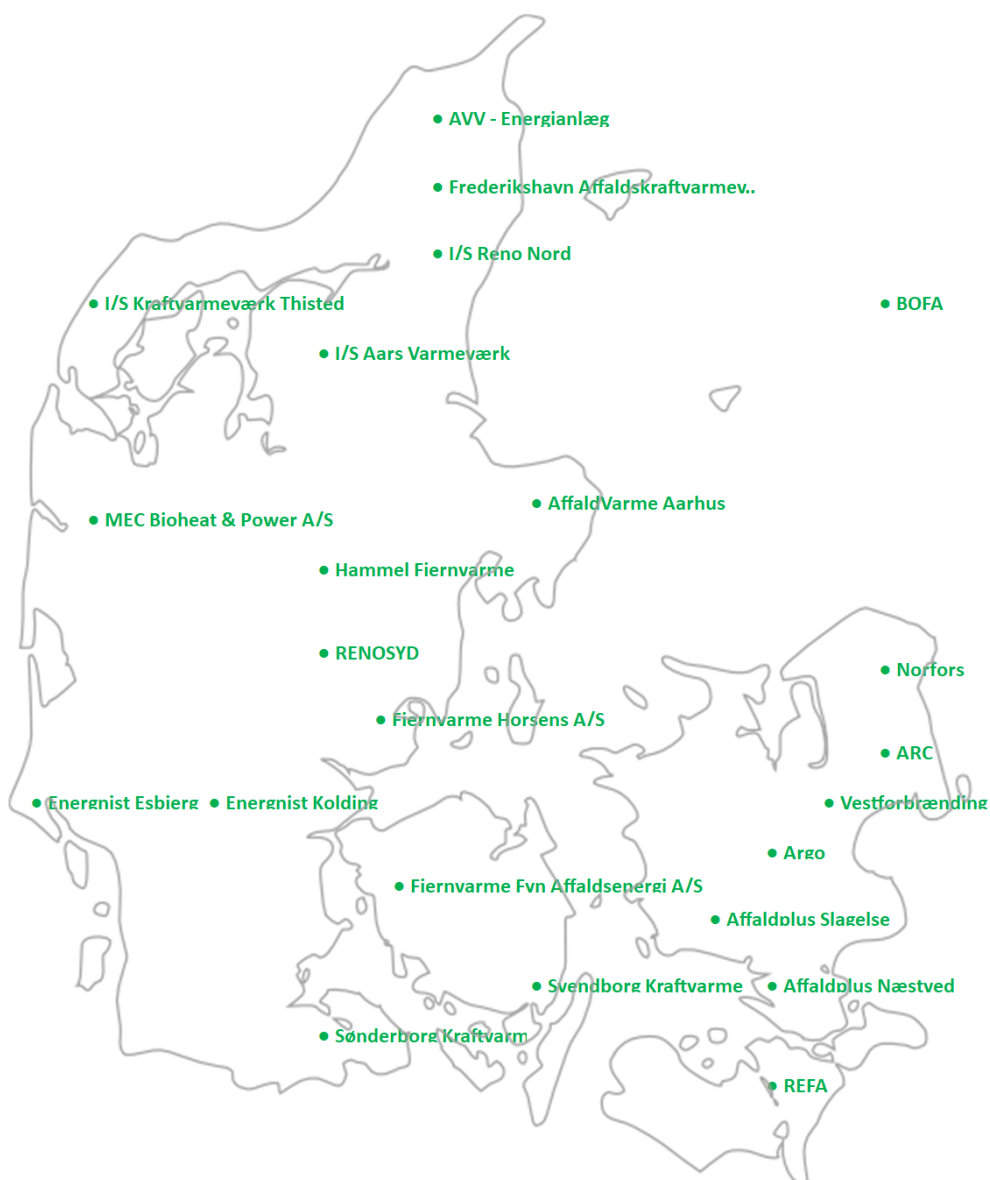 AVV - Energianlæg
Frederikshavn Affaldskraftvarmev..
I/S Reno Nord
I/S Kraftvarmeværk Thisted
BOFA
I/S Aars Varmeværk
AffaldVarme Aarhus
MEC Bioheat & Power A/S
Hammel Fjernvarme
RENOSYD
Norfors
Fjernvarme Horsens A/S
ARC
Energnist Esbjerg
Energnist Kolding
Vestforbrænding
Argo
Fjernvarme Fyn Affaldsenergi A/S
Affaldplus Slagelse
Svendborg Kraftvarme
Affaldplus Næstved
Sønderborg Kraftvarm
REFA